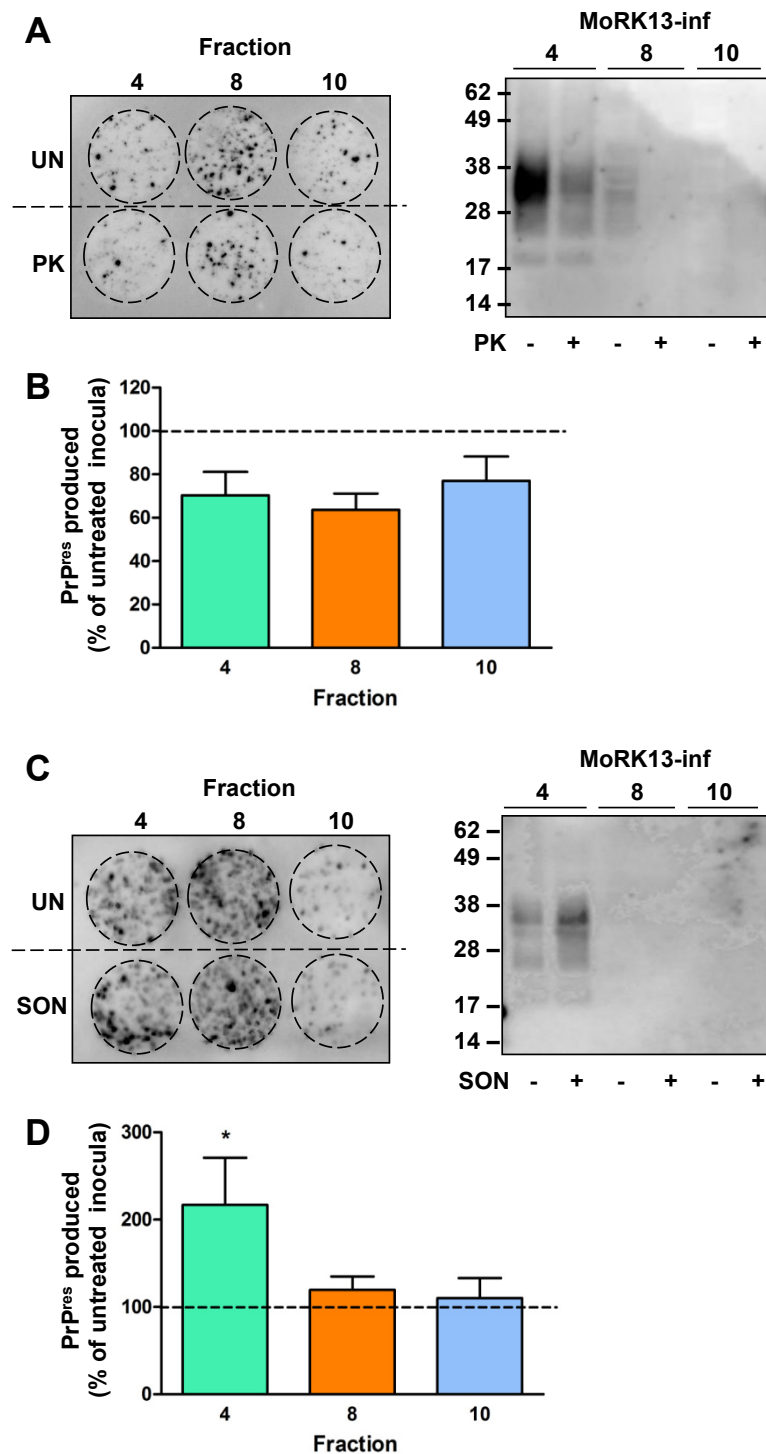 A
Fraction
4 8 10
UN
PK
MoRK13-inf
4 8 10
62
49
38
28
17
14
PK - + - + - +
B
PrPres produced
(% of untreated inocula)
120
100
80
60
40
20
0
4 8 10
Fraction
C
Fraction
4 8 10
UN
SON
MoRK13-inf
4 8 10
62
49
38
28
17
14
SON - + - + - +
D
PrPres produced
(% of untreated inocula)
300
200
100
0
*
4 8 10
Fraction